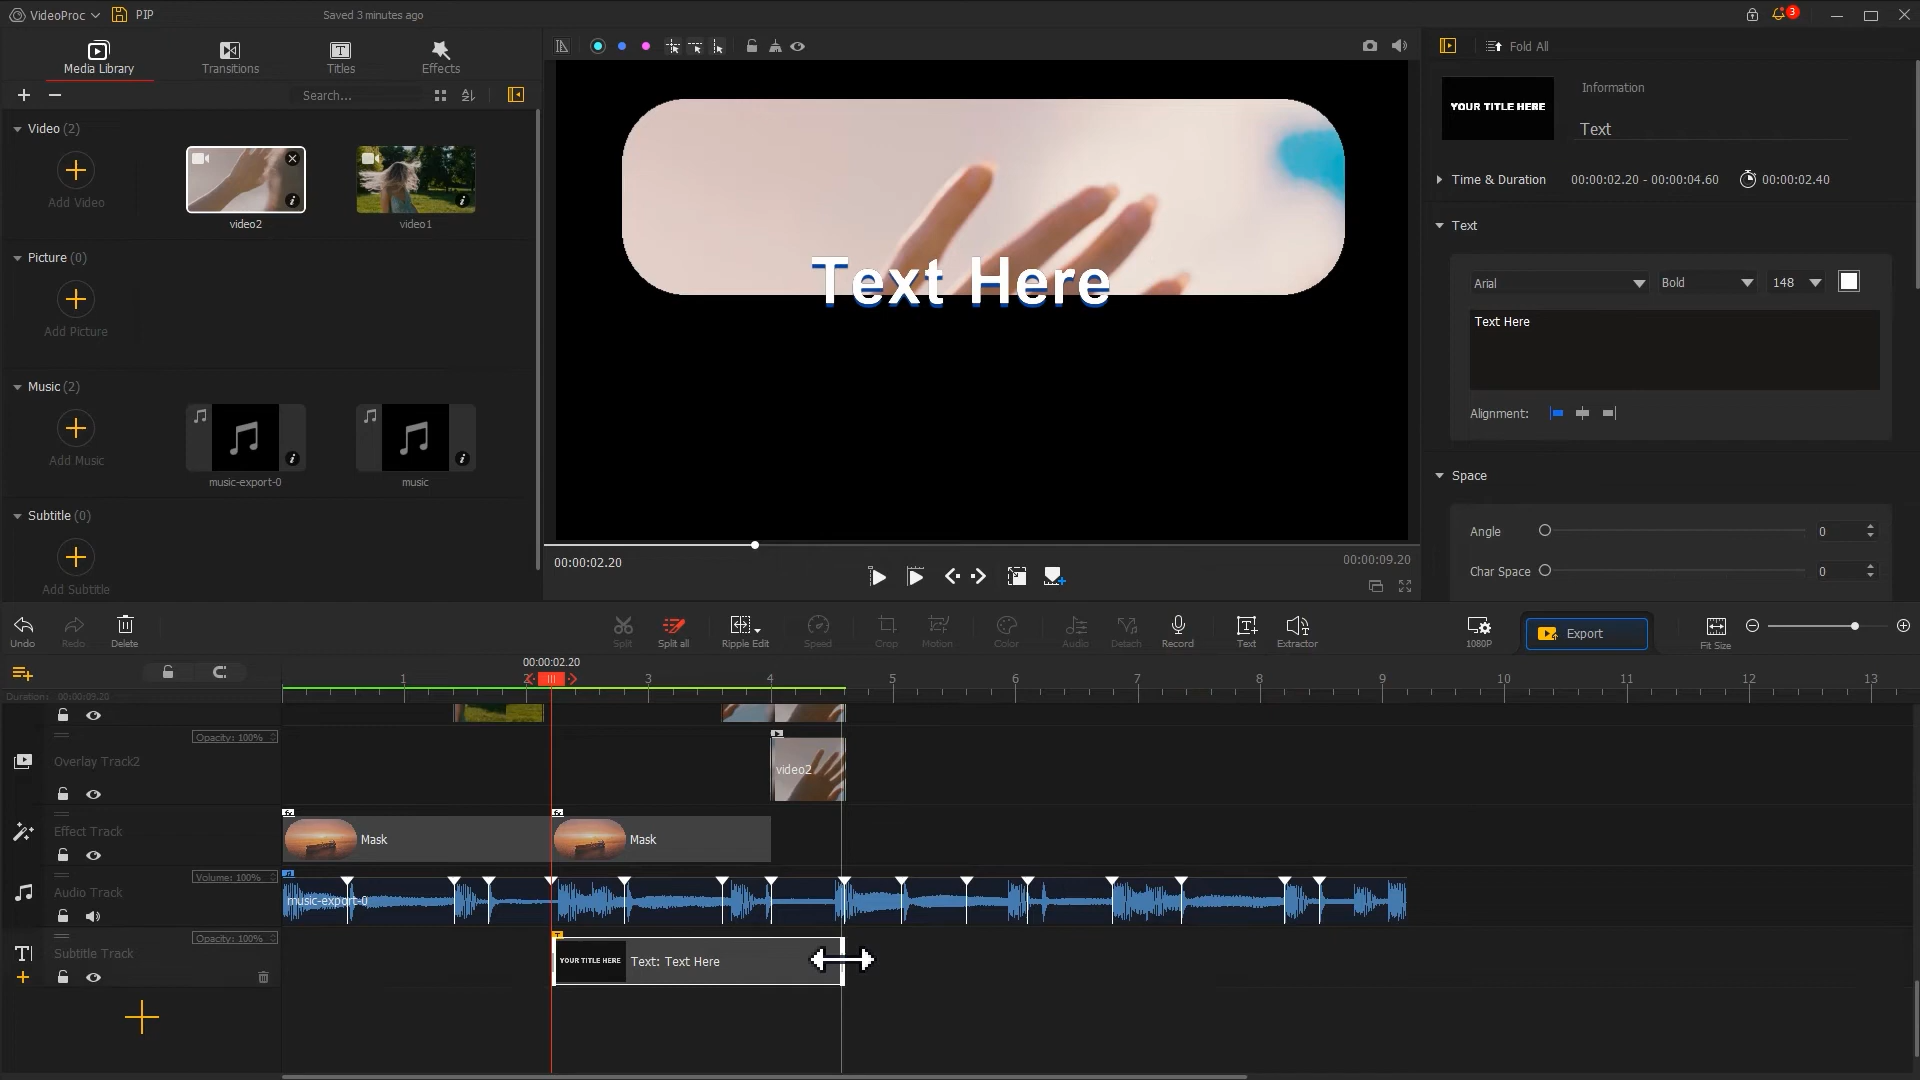 VideoProc
PIP
Saved 3 minutes ago
3
Media Library
Transitions
Titles
Effects
Search...
Fold All
YOUR TITLE HERE
Information
Text
Video (2)
Add Video
video2
video1
Time & Duration
00:00:02.20 - 00:00:04.60
00:00:02.40
Text
Picture (0)
Add Picture
Text Here
Arial
Bold
148
Text Here
Alignment:
Music (2)
Add Music
music-export-0
music
Space
Angle
0
Char Space
0
Subtitle (0)
Add Subtitle
00:00:02.20
00:00:09.20
Undo
Redo
Delete
Split
Split all
Ripple Edit
Speed
Crop
Motion
Color
Audio
Detach
Record
Text
Extractor
1080P
Export
Fit Size
00:00:02.20
Duration: 00:00:09.20
1 2 3 4 5 6 7 8 9 10 11 12 13
Opacity: 100%
Overlay Track2
video2
Effect Track
fx
Mask
fx
Mask
Volume: 100%
Audio Track
music-export-0
Opacity: 100%
Subtitle Track
T
YOUR TITLE HERE
Text: Text Here